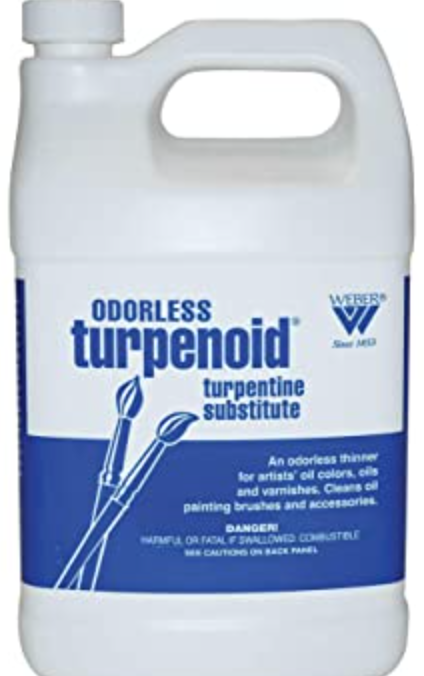 ODORLESS
turpenoid®
turpentine
substitute
WEBER®
Since 1853
An odorless thinner
for artists' oil colors, oils
and varnishes. Cleans oil
painting brushes and accessories.
DANGER!
HARMFUL OR FATAL IF SWALLOWED. COMBUSTIBLE
SEE CAUTIONS ON BACK PANEL